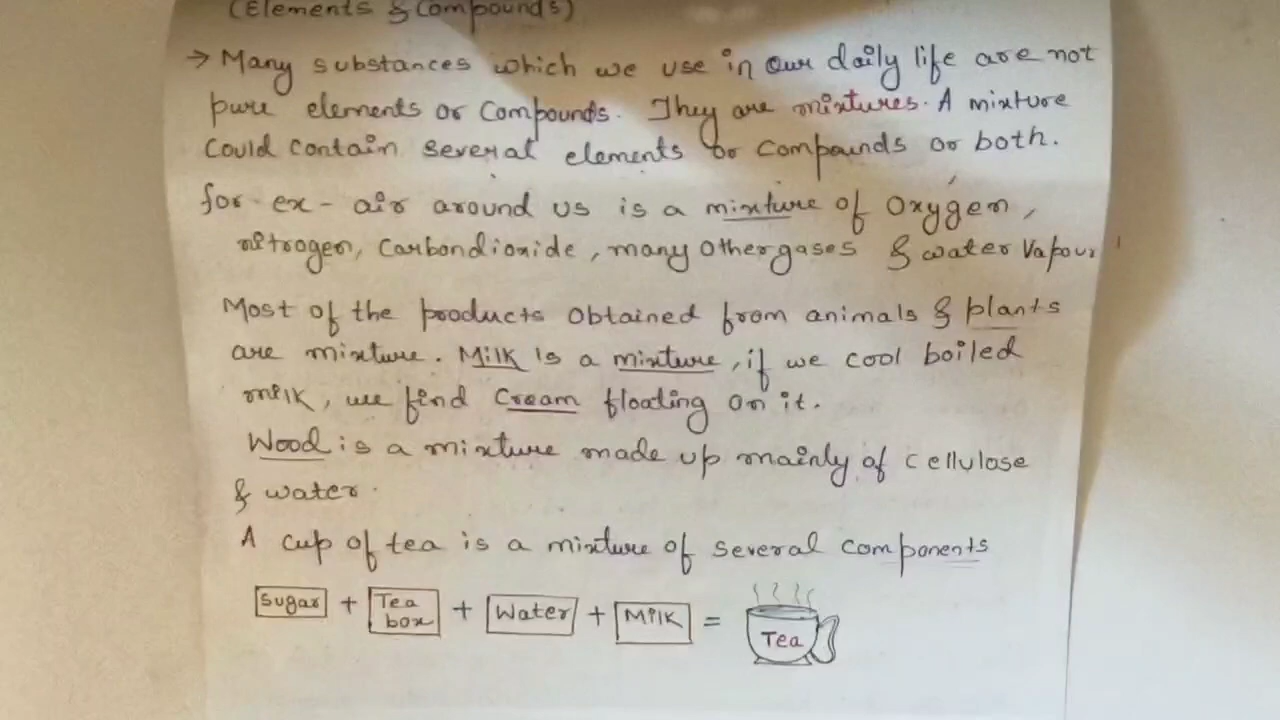 (Elements & Compounds)
→ Many substances which we use in our daily life are not
pure elements or compounds. They are mixtures. A mixture
could contain several elements or compounds or both.
for ex - air around us is a mixture of oxygen,
nitrogen, carbondioxide, many other gases & water vapour
Most of the products obtained from animals & plants
are mixture. Milk is a mixture, if we cool boiled
milk, we find cream floating on it.
Wood is a mixture made up mainly of cellulose
& water.
A cup of tea is a mixture of several components
Sugar + Tea box + Water + Milk = Tea